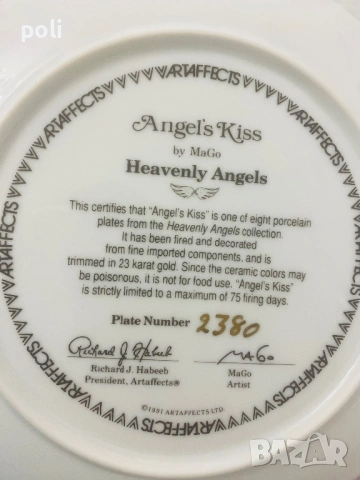 poli
ARTAFFECTS
Angel's Kiss
by MaGo
Heavenly Angels
This certifies that "Angel's Kiss" is one of eight porcelain
plates from the Heavenly Angels collection.
It has been fired and decorated
from fine imported components, and is
trimmed in 23 karat gold. Since the ceramic colors may
be poisonous, it is not for food use. "Angel's Kiss"
is strictly limited to a maximum of 75 firing days.
Plate Number 2380
Richard J. Habeeb MaGo
Richard J. Habeeb MaGo
President, Artaffects® Artist
©1991 ARTAFFECTS LTD.
BAZAR
bg